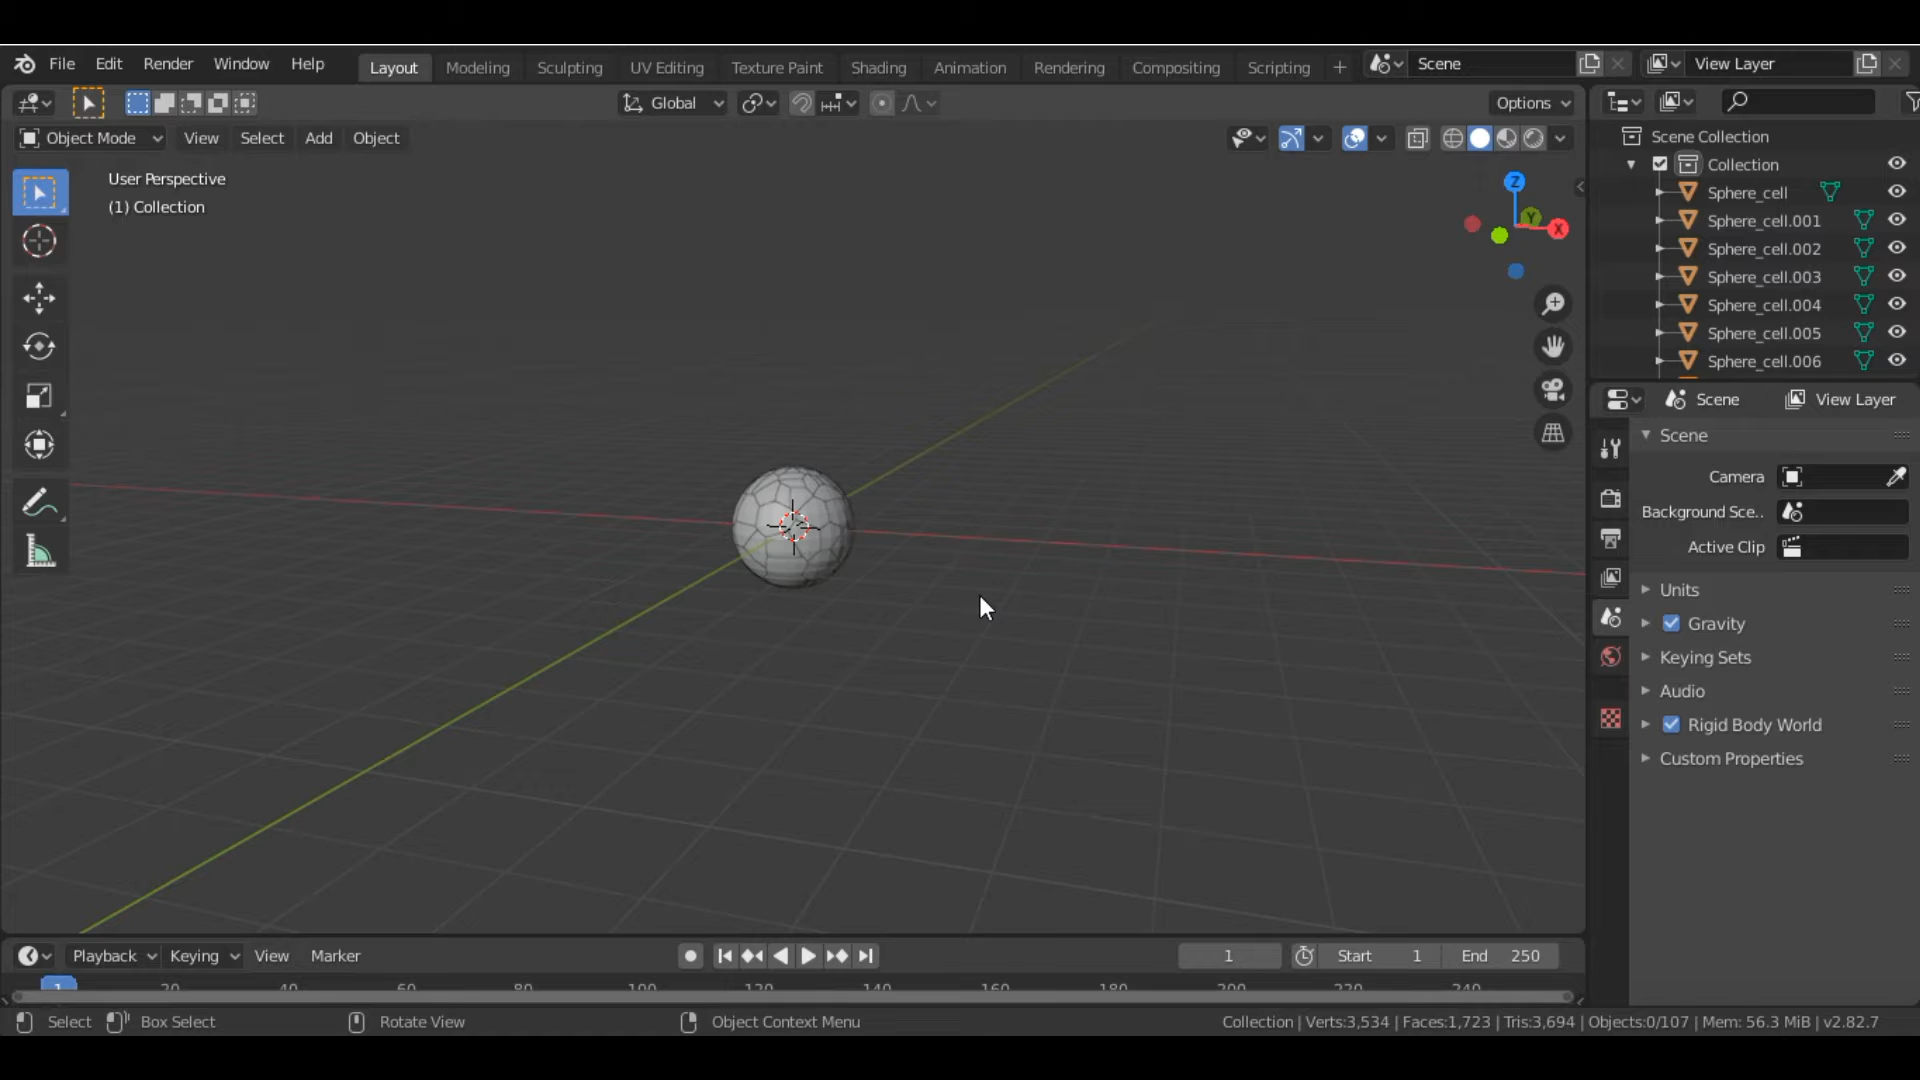 File Edit Render Window Help Layout Modeling Sculpting UV Editing Texture Paint Shading Animation Rendering Compositing Scripting + Scene View Layer
Global Options
Object Mode View Select Add Object
User Perspective
(1) Collection
Z
Y
X
Scene Collection
Collection
Sphere_cell
Sphere_cell.001
Sphere_cell.002
Sphere_cell.003
Sphere_cell.004
Sphere_cell.005
Sphere_cell.006
Scene View Layer
Scene
Camera
Background Sce..
Active Clip
Units
Gravity
Keying Sets
Audio
Rigid Body World
Custom Properties
Playback Keying View Marker 1 Start 1 End 250
1 20 40 60 80 100 120 140 160 180 200 220 240
Select Box Select Rotate View Object Context Menu Collection | Verts:3,534 | Faces:1,723 | Tris:3,694 | Objects:0/107 | Mem: 56.3 MiB | v2.82.7